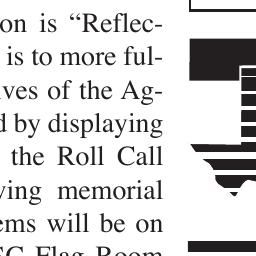 on is “Reflec-
is to more ful-
ves of the Ag-
d by displaying
the Roll Call
ving memorial
ems will be on
SC Flag Room